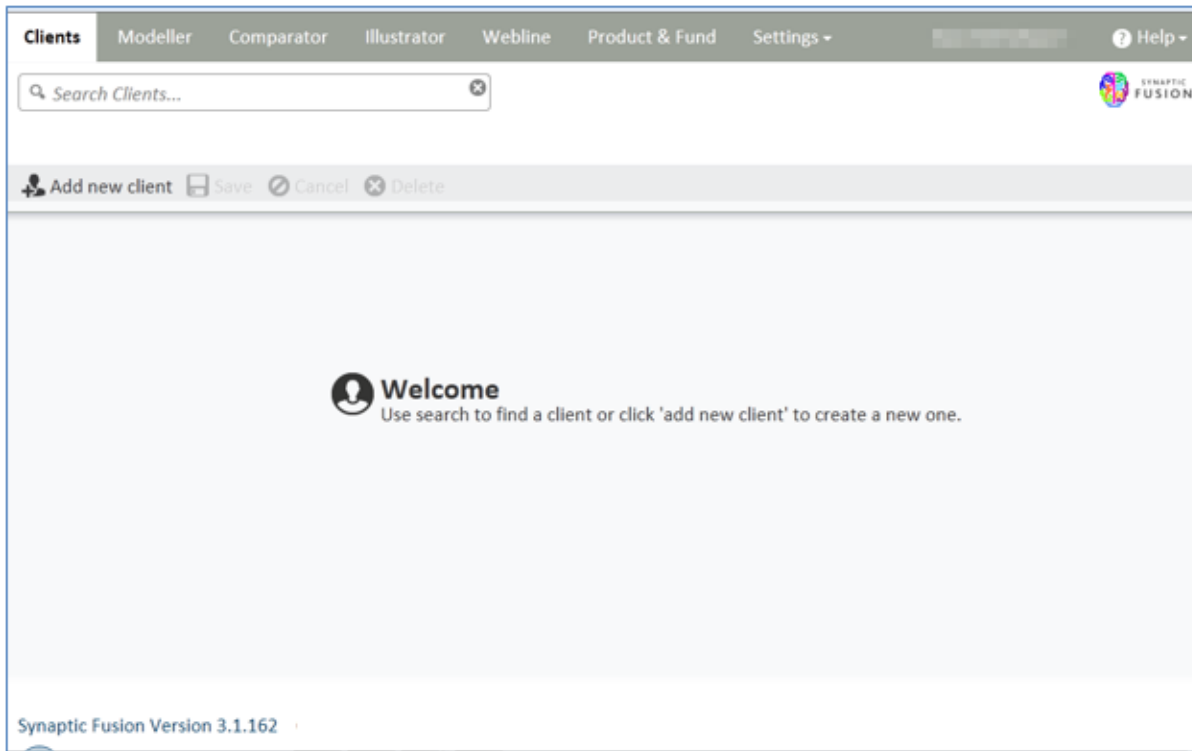 Clients Modeller Comparator Illustrator Webline Product & Fund Settings Help
Search Clients...
SYNAPTIC
FUSION
Add new client Save Cancel Delete
Welcome
Use search to find a client or click 'add new client' to create a new one.
Synaptic Fusion Version 3.1.162